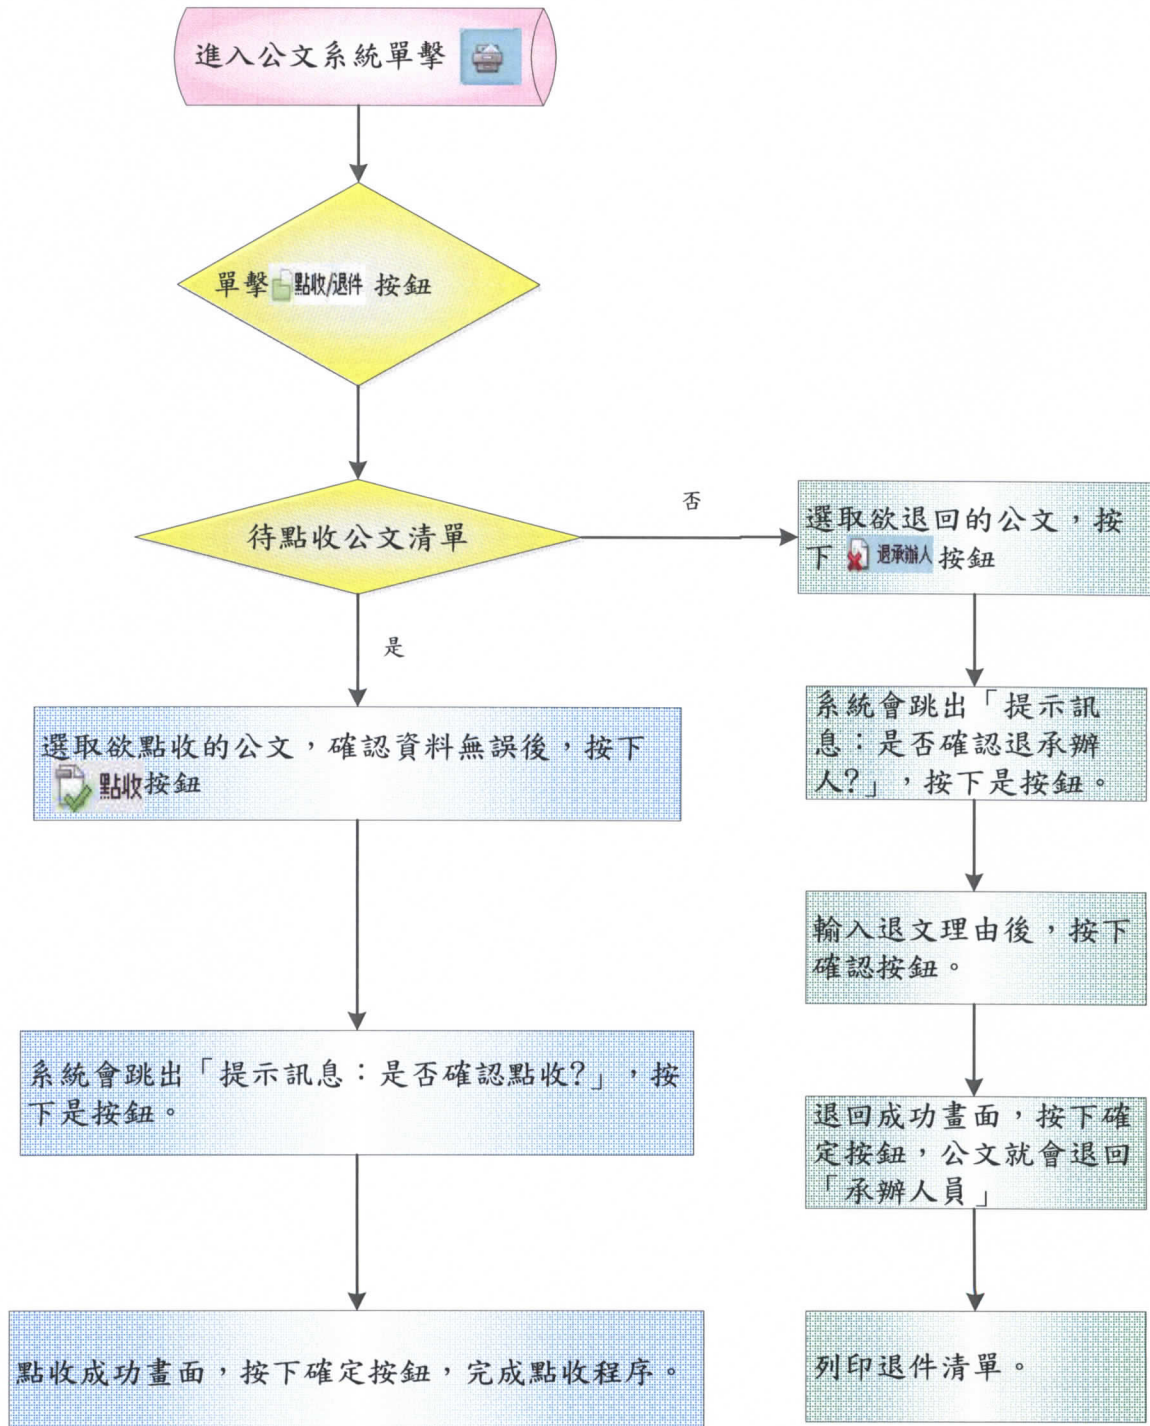 進入公文系統單擊
單擊 點收/退件 按鈕
待點收公文清單
否
是
選取欲點收的公文，確認資料無誤後，按下
點收按鈕
系統會跳出「提示訊息：是否確認點收?」，按
下是按鈕。
點收成功畫面，按下確定按鈕，完成點收程序。
選取欲退回的公文，按
下 退承辦人 按鈕
系統會跳出「提示訊
息：是否確認退承辦
人?」，按下是按鈕。
輸入退文理由後，按下
確認按鈕。
退回成功畫面，按下確
定按鈕，公文就會退回
「承辦人員」
列印退件清單。